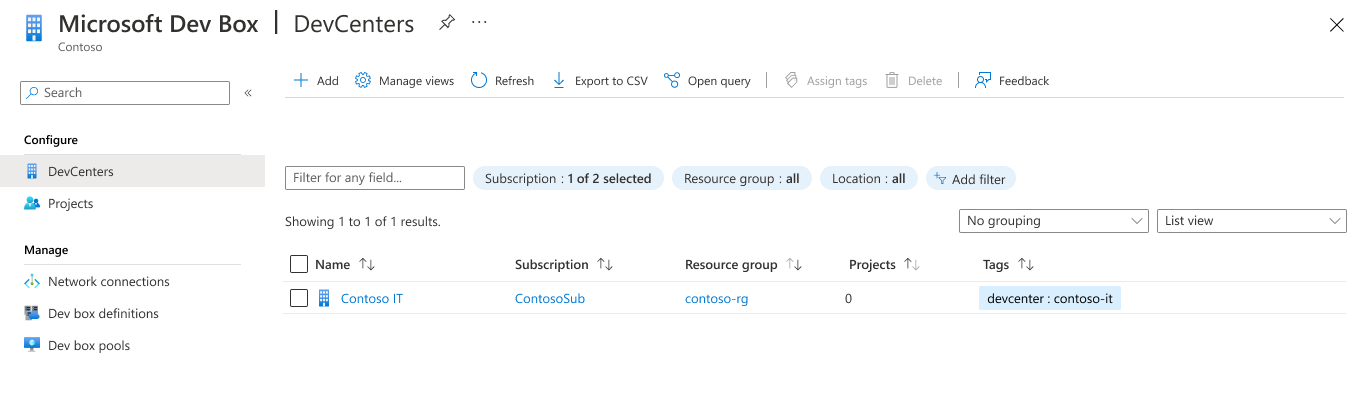 Microsoft Dev Box | DevCenters ...
Contoso
Search «
Configure
DevCenters
Projects
Manage
Network connections
Dev box definitions
Dev box pools
Add Manage views Refresh Export to CSV Open query Assign tags Delete Feedback
Filter for any field... Subscription : 1 of 2 selected Resource group : all Location : all Add filter
Showing 1 to 1 of 1 results. No grouping List view
Name Subscription Resource group Projects Tags
Contoso IT ContosoSub contoso-rg 0 devcenter : contoso-it